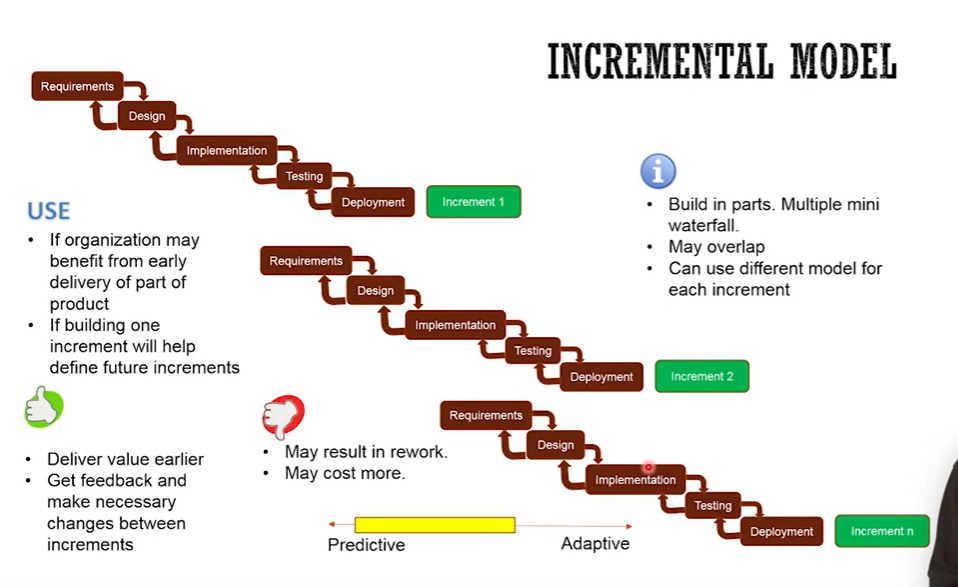 INCREMENTAL MODEL
Requirements
Design
Implementation
Testing
Deployment
Increment 1
USE
• If organization may
benefit from early
delivery of part of
product
• If building one
increment will help
define future increments
• Build in parts. Multiple mini
waterfall.
• May overlap
• Can use different model for
each increment
Requirements
Design
Implementation
Testing
Deployment
Increment 2
• Deliver value earlier
• Get feedback and
make necessary
changes between
increments
• May result in rework.
• May cost more.
Requirements
Design
Implementation
Testing
Deployment
Increment n
Predictive
Adaptive